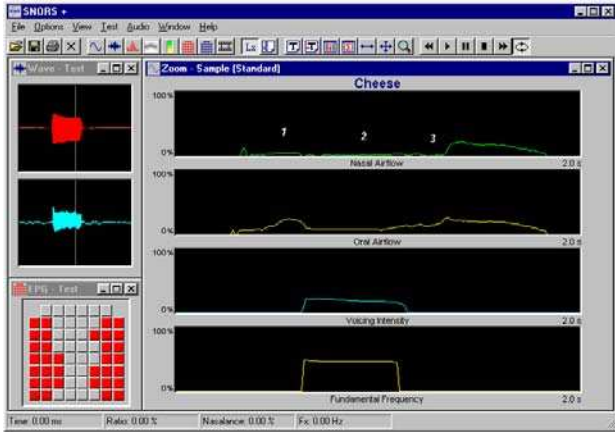 SNORS +
File Options View Test Audio Window Help
Lx
Wave - Test
Zoom - Sample (Standard)
Cheese
100%
1 2 3
0%
Nasal Airflow 2.0 s
100%
0%
Oral Airflow 2.0 s
100%
0%
Voicing Intensity 2.0 s
100%
0%
Fundamental Frequency 2.0 s
EPG - Test
Time: 0.00 ms Ratio: 0.00 % Nasalance: 0.00 % Fx: 0.00 Hz